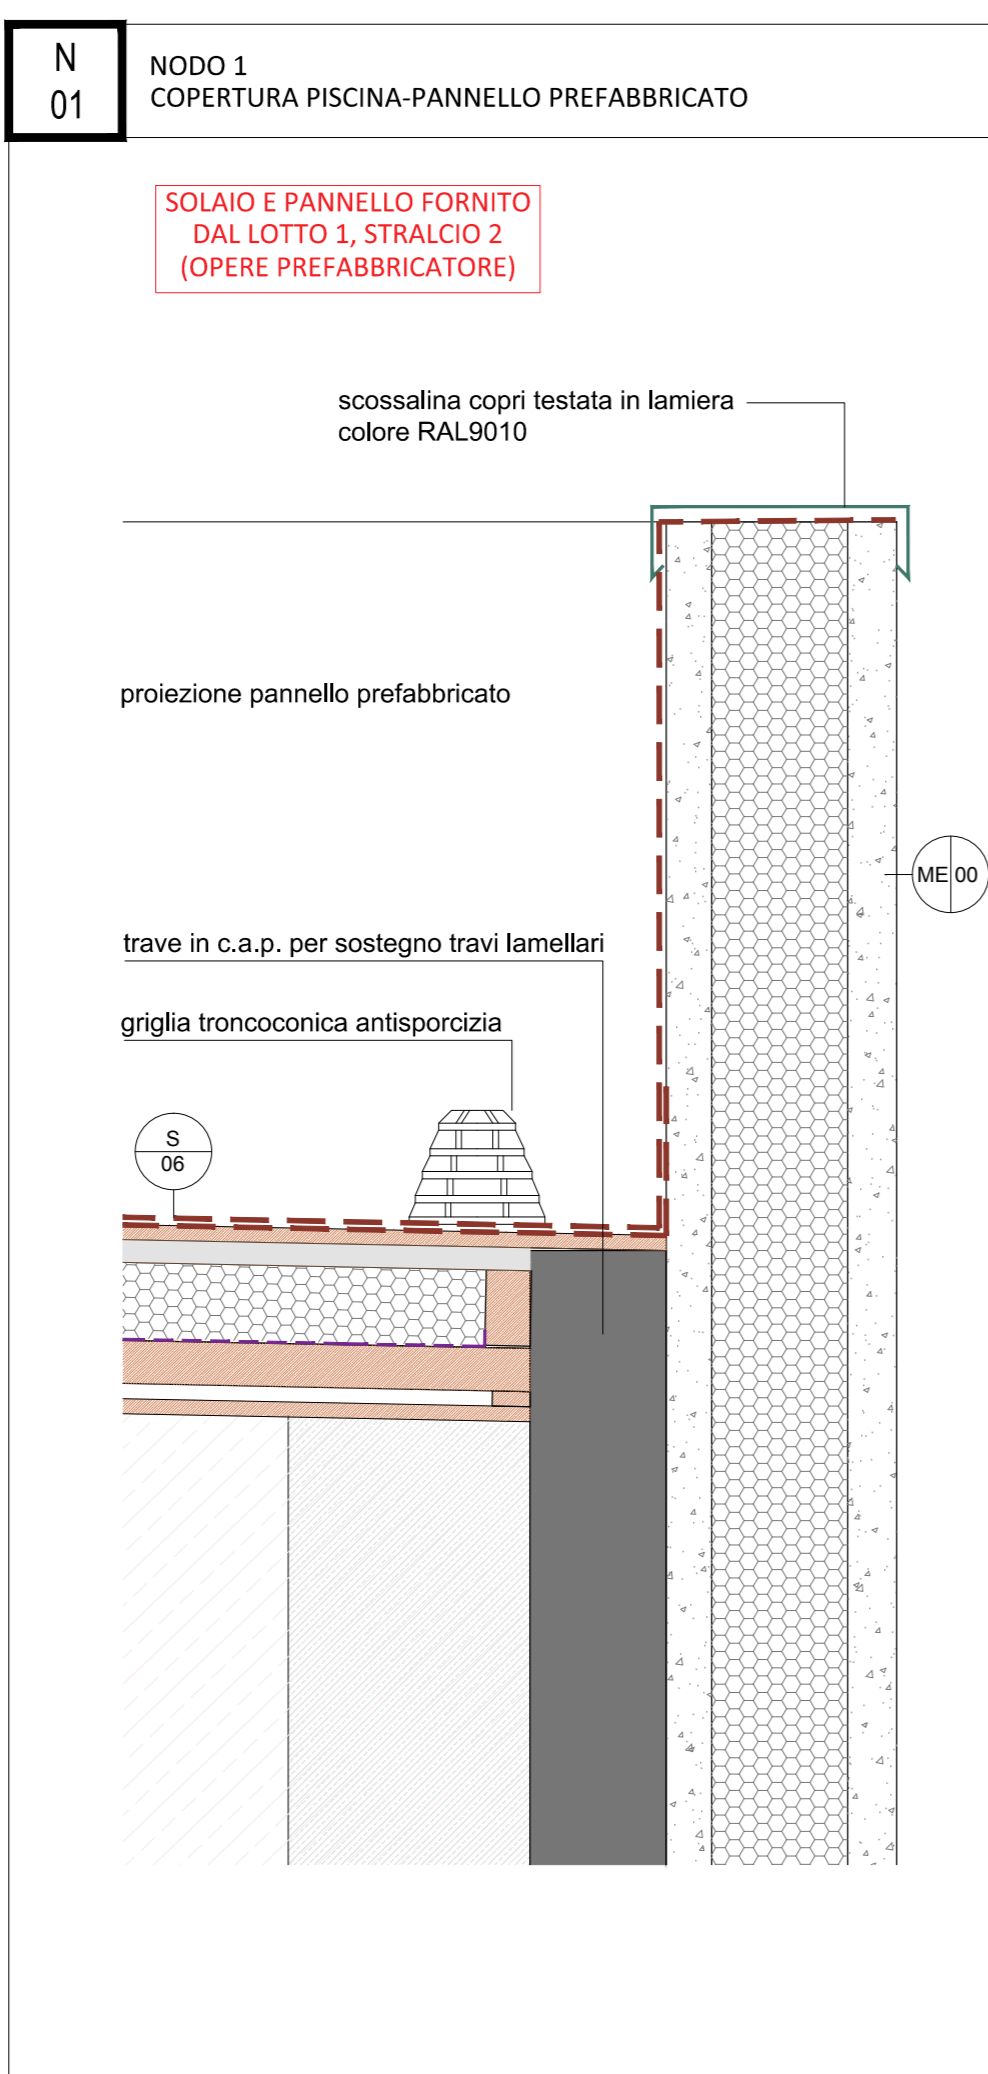 N
01
NODO 1
COPERTURA PISCINA-PANNELLO PREFABBRICATO
SOLAIO E PANNELLO FORNITO
DAL LOTTO 1, STRALCIO 2
(OPERE PREFABBRICATORE)
scossalina copri testata in lamiera
colore RAL9010
proiezione pannello prefabbricato
ME 00
trave in c.a.p. per sostegno travi lamellari
griglia troncoconica antisporcizia
S
06